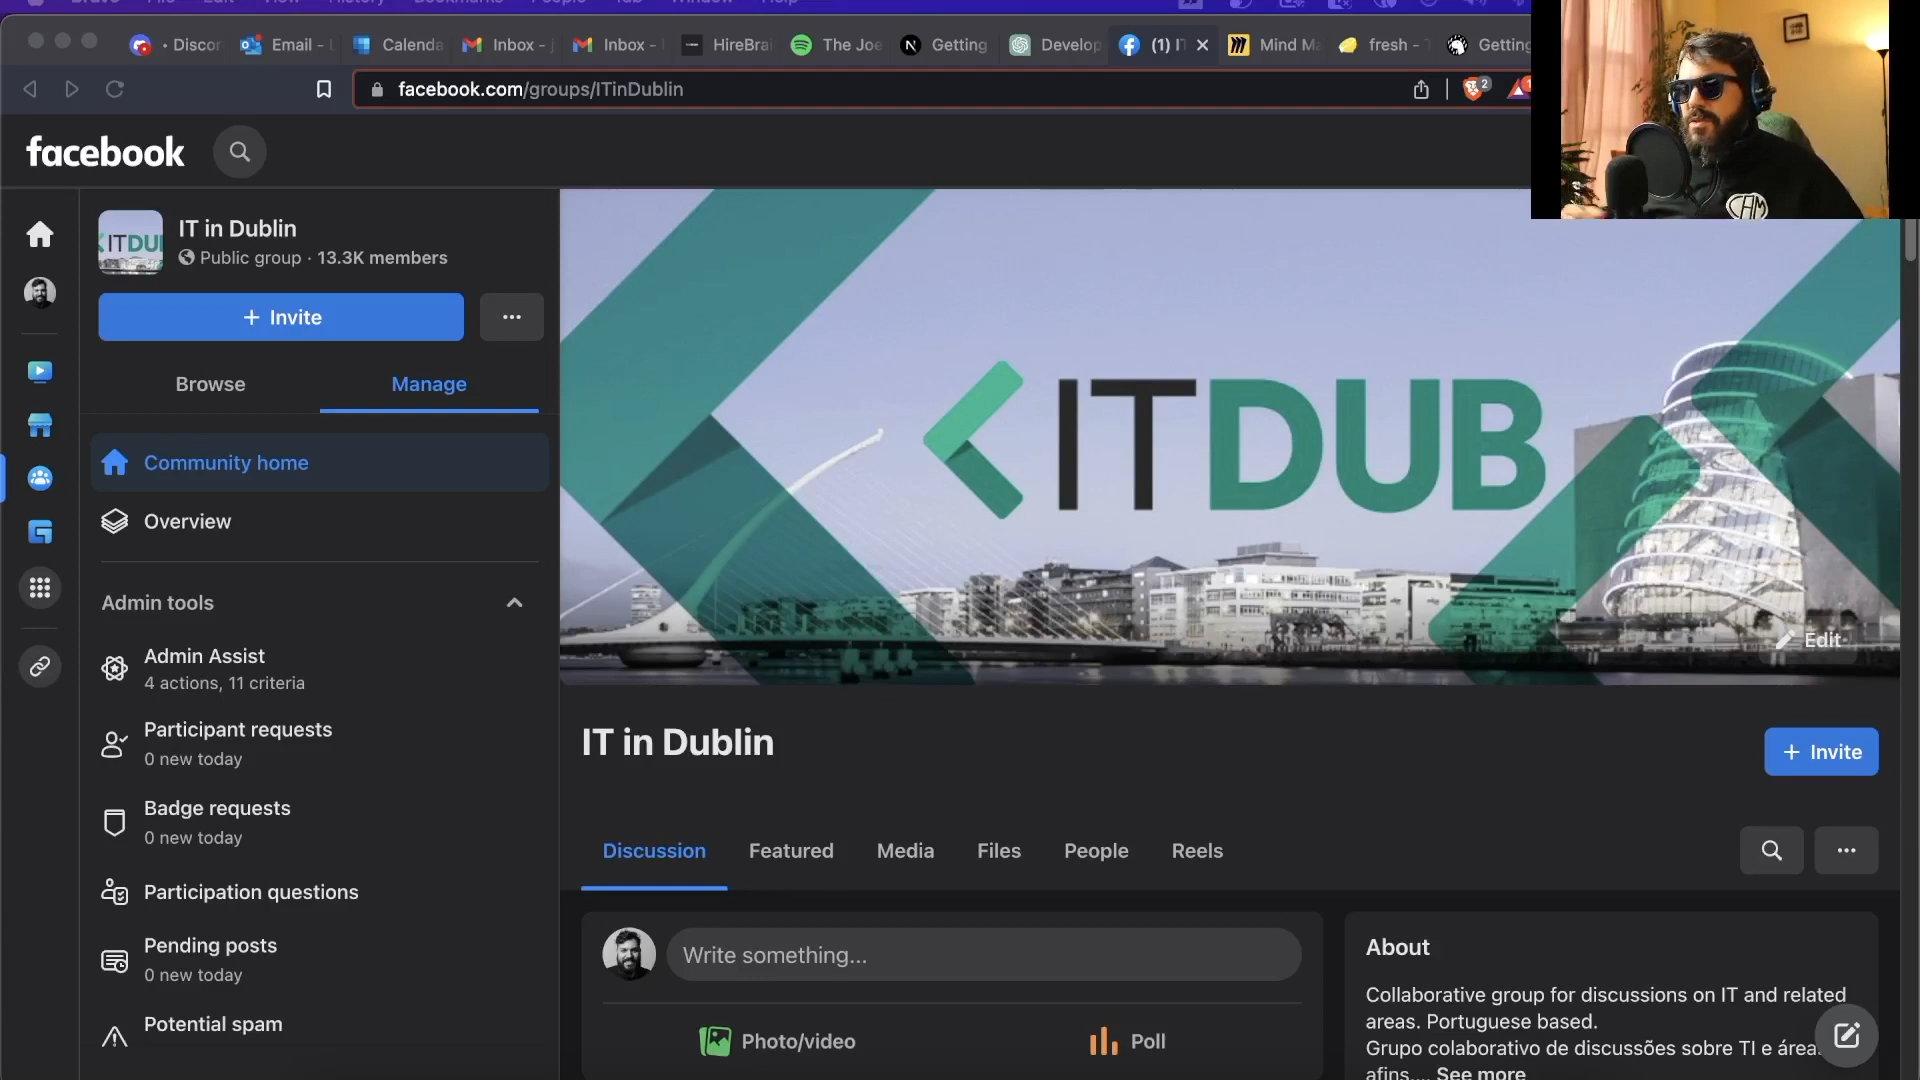 Discor
Email -
Calenda
Inbox -
Inbox -
HireBrai
The Joe
Getting
Develop
(1) IT
Mind Ma
fresh -
Getting
facebook.com/groups/ITinDublin
2
facebook
ITDUB
IT in Dublin
Public group · 13.3K members
+ Invite
Browse
Manage
Community home
Overview
Admin tools
Admin Assist
4 actions, 11 criteria
Participant requests
0 new today
Badge requests
0 new today
Participation questions
Pending posts
0 new today
Potential spam
ITDUB
Edit
IT in Dublin
+ Invite
Discussion
Featured
Media
Files
People
Reels
Write something...
Photo/video
Poll
About
Collaborative group for discussions on IT and related
areas. Portuguese based.
Grupo colaborativo de discussões sobre TI e área
afins.... See more